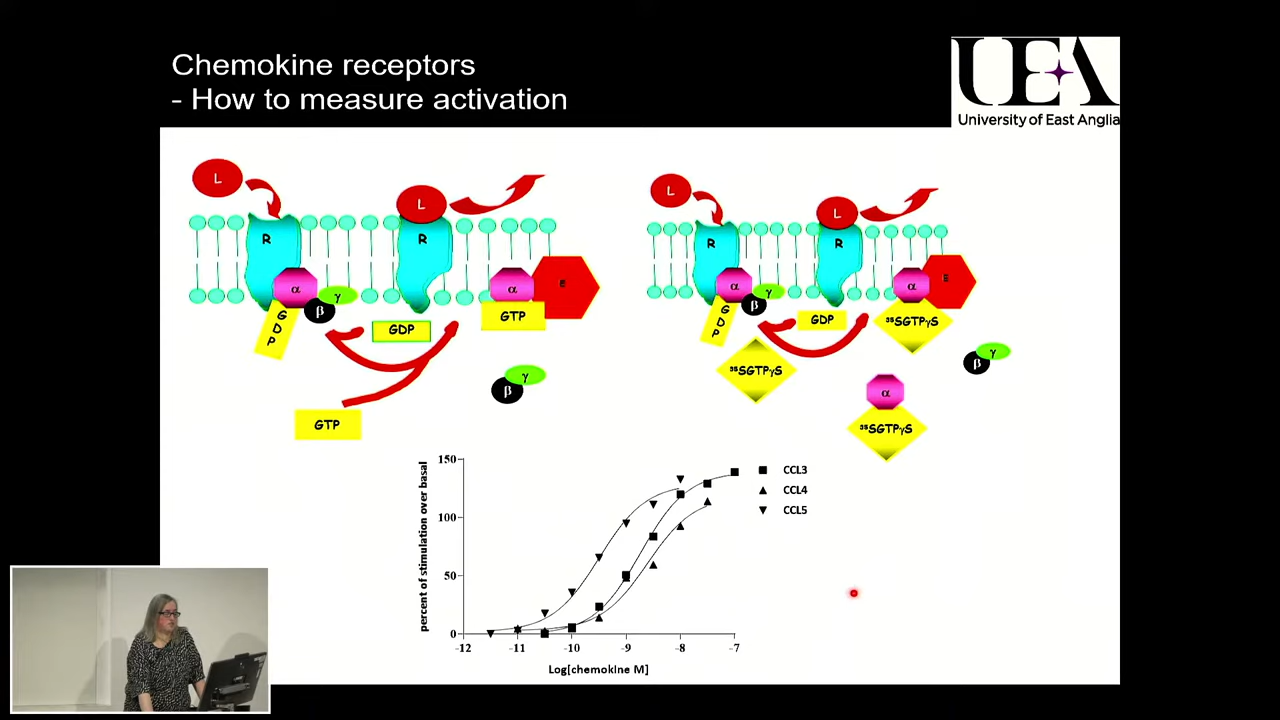 Chemokine receptors
- How to measure activation
UEA
University of East Anglia
L
L
R
R
α
γ
β
GDP
GDP
α
E
GTP
γ
β
GTP
L
L
R
R
α
γ
β
GDP
GDP
α
E
³⁵SGTPγS
³⁵SGTPγS
γ
β
α
³⁵SGTPγS
percent of stimulation over basal
150
100
50
0
-12
-11
-10
-9
-8
-7
Log[chemokine M]
CCL3
CCL4
CCL5